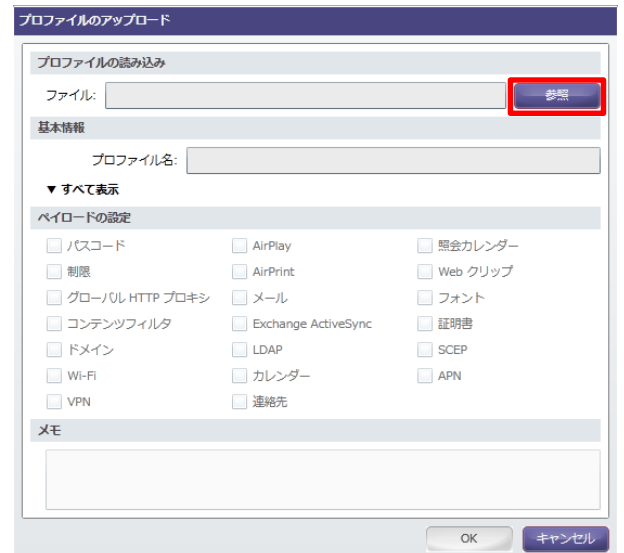 プロファイルのアップロード
プロファイルの読み込み
ファイル: 参照
基本情報
プロファイル名:
▼ すべて表示
ペイロードの設定
パスコード AirPlay 照会カレンダー
制限 AirPrint Web クリップ
グローバル HTTP プロキシ メール フォント
コンテンツフィルタ Exchange ActiveSync 証明書
ドメイン LDAP SCEP
Wi-Fi カレンダー APN
VPN 連絡先
メモ
OK キャンセル